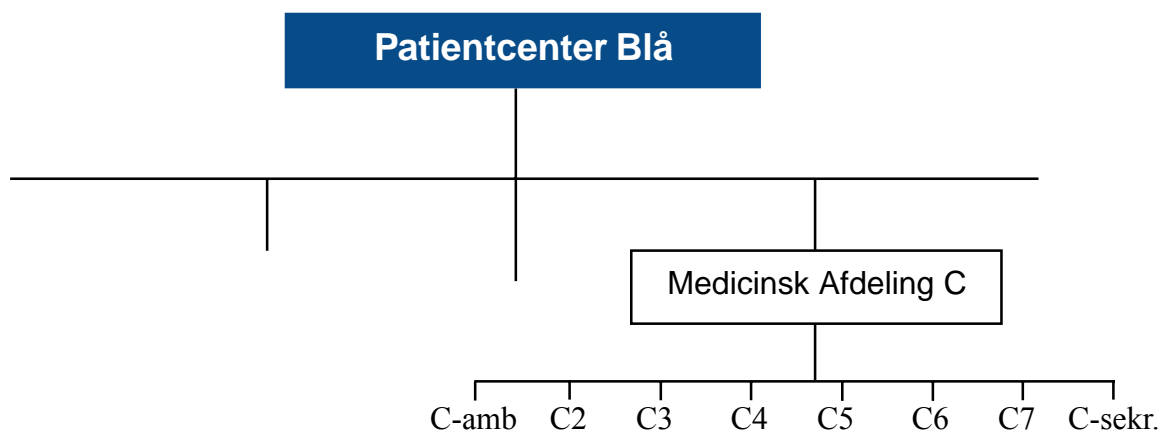 Patientcenter Blå
Medicinsk Afdeling C
C-amb C2 C3 C4 C5 C6 C7 C-sekr.